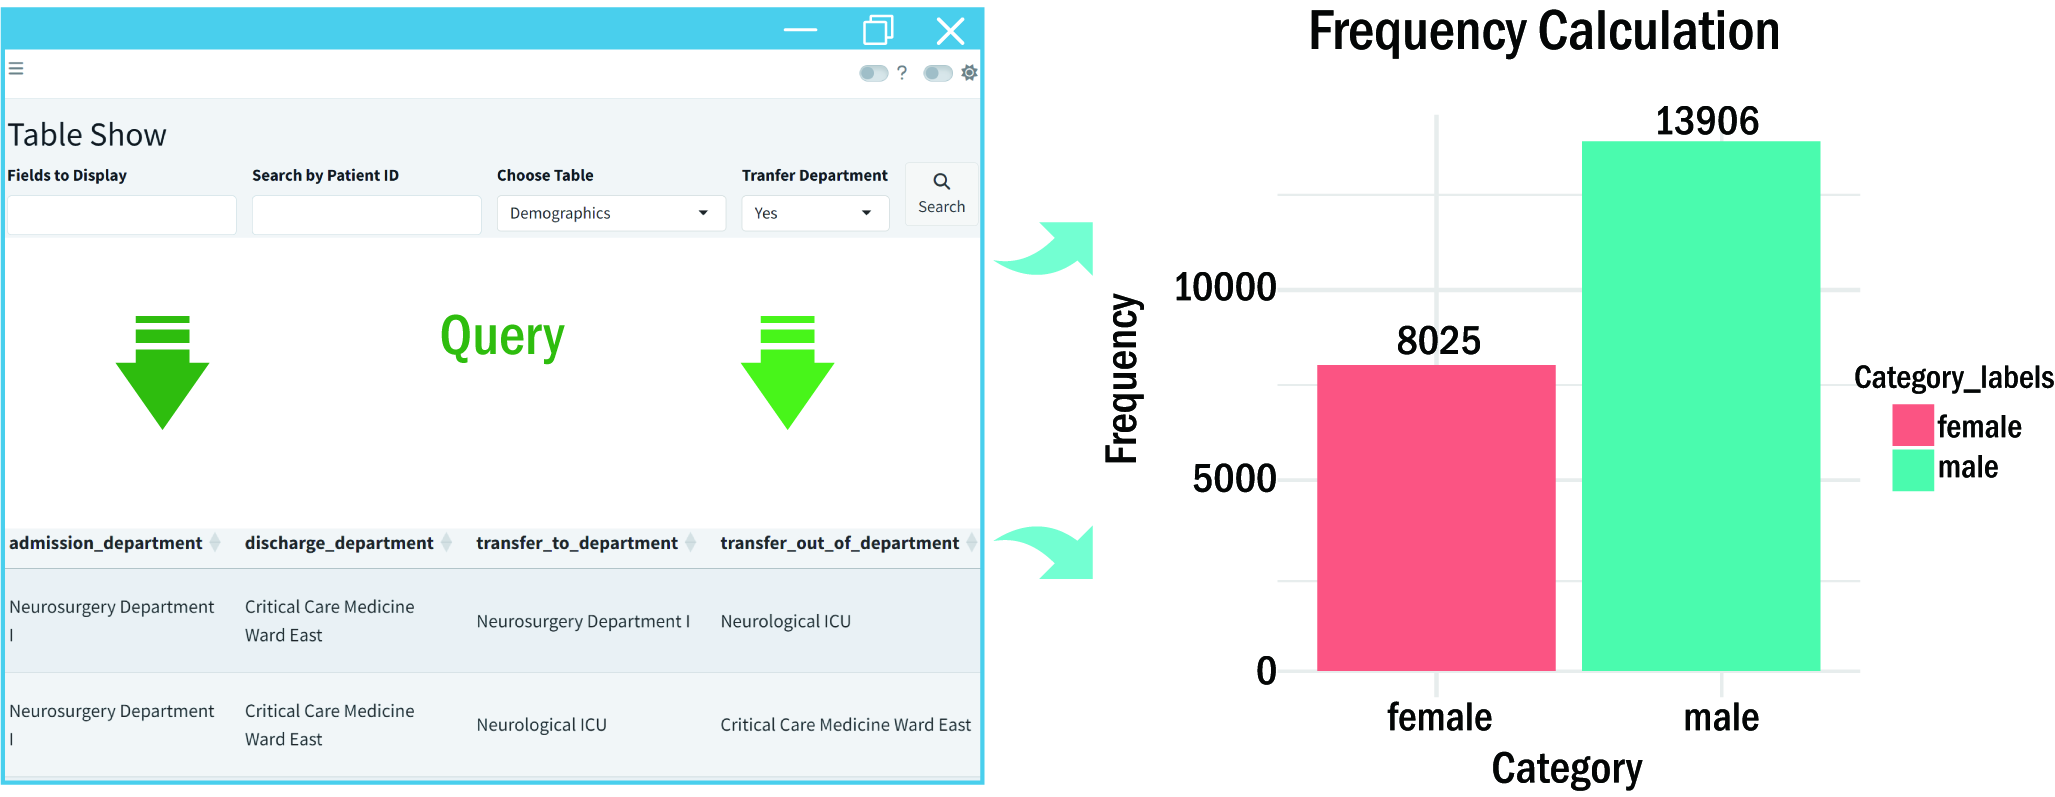 Table Show
Fields to Display
Search by Patient ID
Choose Table
Tranfer Department
Demographics
Yes
Search
?
Query
admission_department
discharge_department
transfer_to_department
transfer_out_of_department
Neurosurgery Department
I
Critical Care Medicine
Ward East
Neurosurgery Department I
Neurological ICU
Neurosurgery Department
I
Critical Care Medicine
Ward East
Neurological ICU
Critical Care Medicine Ward East
Frequency Calculation
13906
8025
10000
5000
0
Frequency
female
male
Category
Category_labels
female
male